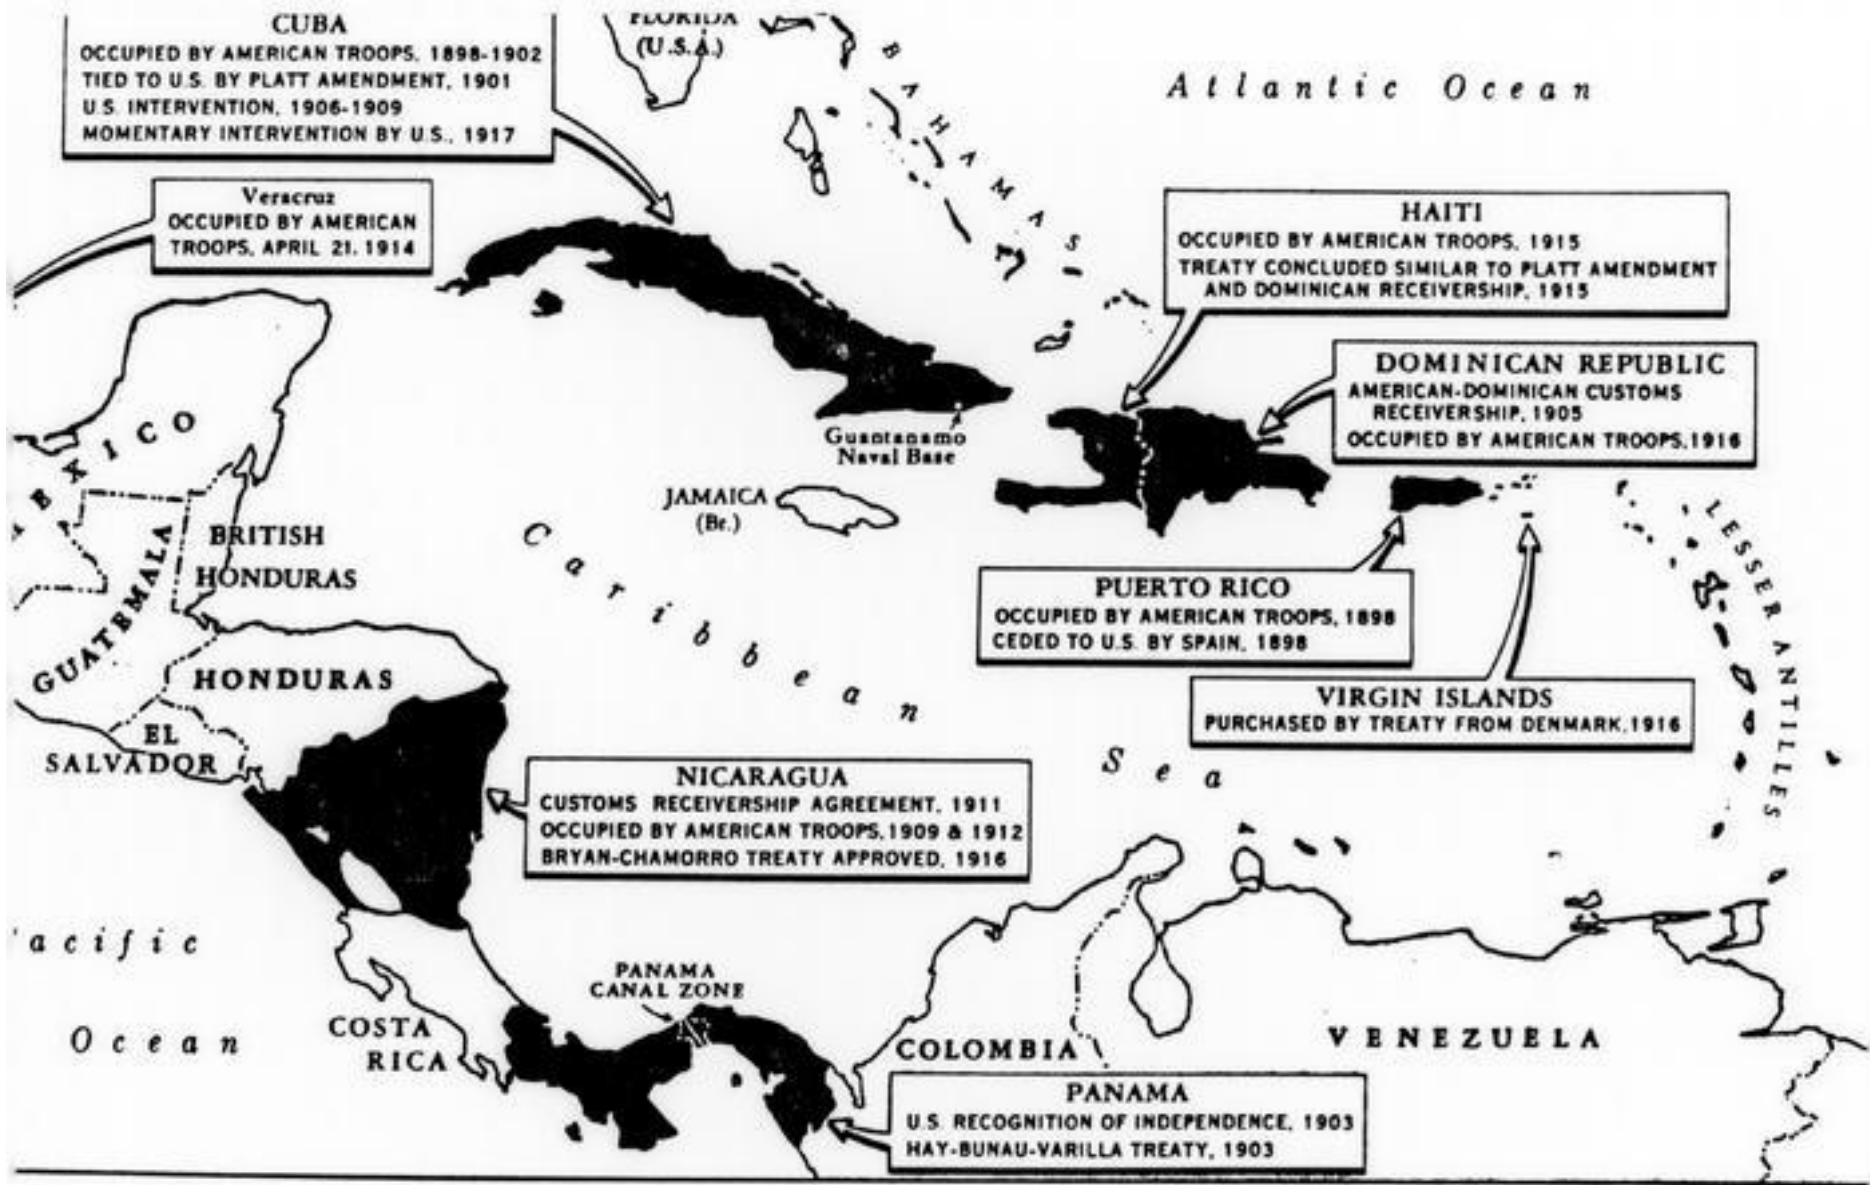 CUBA
OCCUPIED BY AMERICAN TROOPS, 1898-1902
TIED TO U.S. BY PLATT AMENDMENT, 1901
U.S. INTERVENTION, 1906-1909
MOMENTARY INTERVENTION BY U.S., 1917
FLORIDA
(U.S.A.)
BAHAMAS
Atlantic Ocean
Veracruz
OCCUPIED BY AMERICAN
TROOPS, APRIL 21. 1914
HAITI
OCCUPIED BY AMERICAN TROOPS, 1915
TREATY CONCLUDED SIMILAR TO PLATT AMENDMENT
AND DOMINICAN RECEIVERSHIP, 1915
DOMINICAN REPUBLIC
AMERICAN-DOMINICAN CUSTOMS
RECEIVERSHIP, 1905
OCCUPIED BY AMERICAN TROOPS, 1916
Guantanamo
Naval Base
JAMAICA
(Br.)
MEXICO
BRITISH
HONDURAS
GUATEMALA
HONDURAS
EL
SALVADOR
Caribbean
Sea
PUERTO RICO
OCCUPIED BY AMERICAN TROOPS, 1898
CEDED TO U.S. BY SPAIN, 1898
LESSER ANTILLES
VIRGIN ISLANDS
PURCHASED BY TREATY FROM DENMARK, 1916
NICARAGUA
CUSTOMS RECEIVERSHIP AGREEMENT, 1911
OCCUPIED BY AMERICAN TROOPS, 1909 & 1912
BRYAN-CHAMORRO TREATY APPROVED, 1916
acific
Ocean
PANAMA
CANAL ZONE
COSTA
RICA
COLOMBIA
VENEZUELA
PANAMA
U.S. RECOGNITION OF INDEPENDENCE, 1903
HAY-BUNAU-VARILLA TREATY, 1903